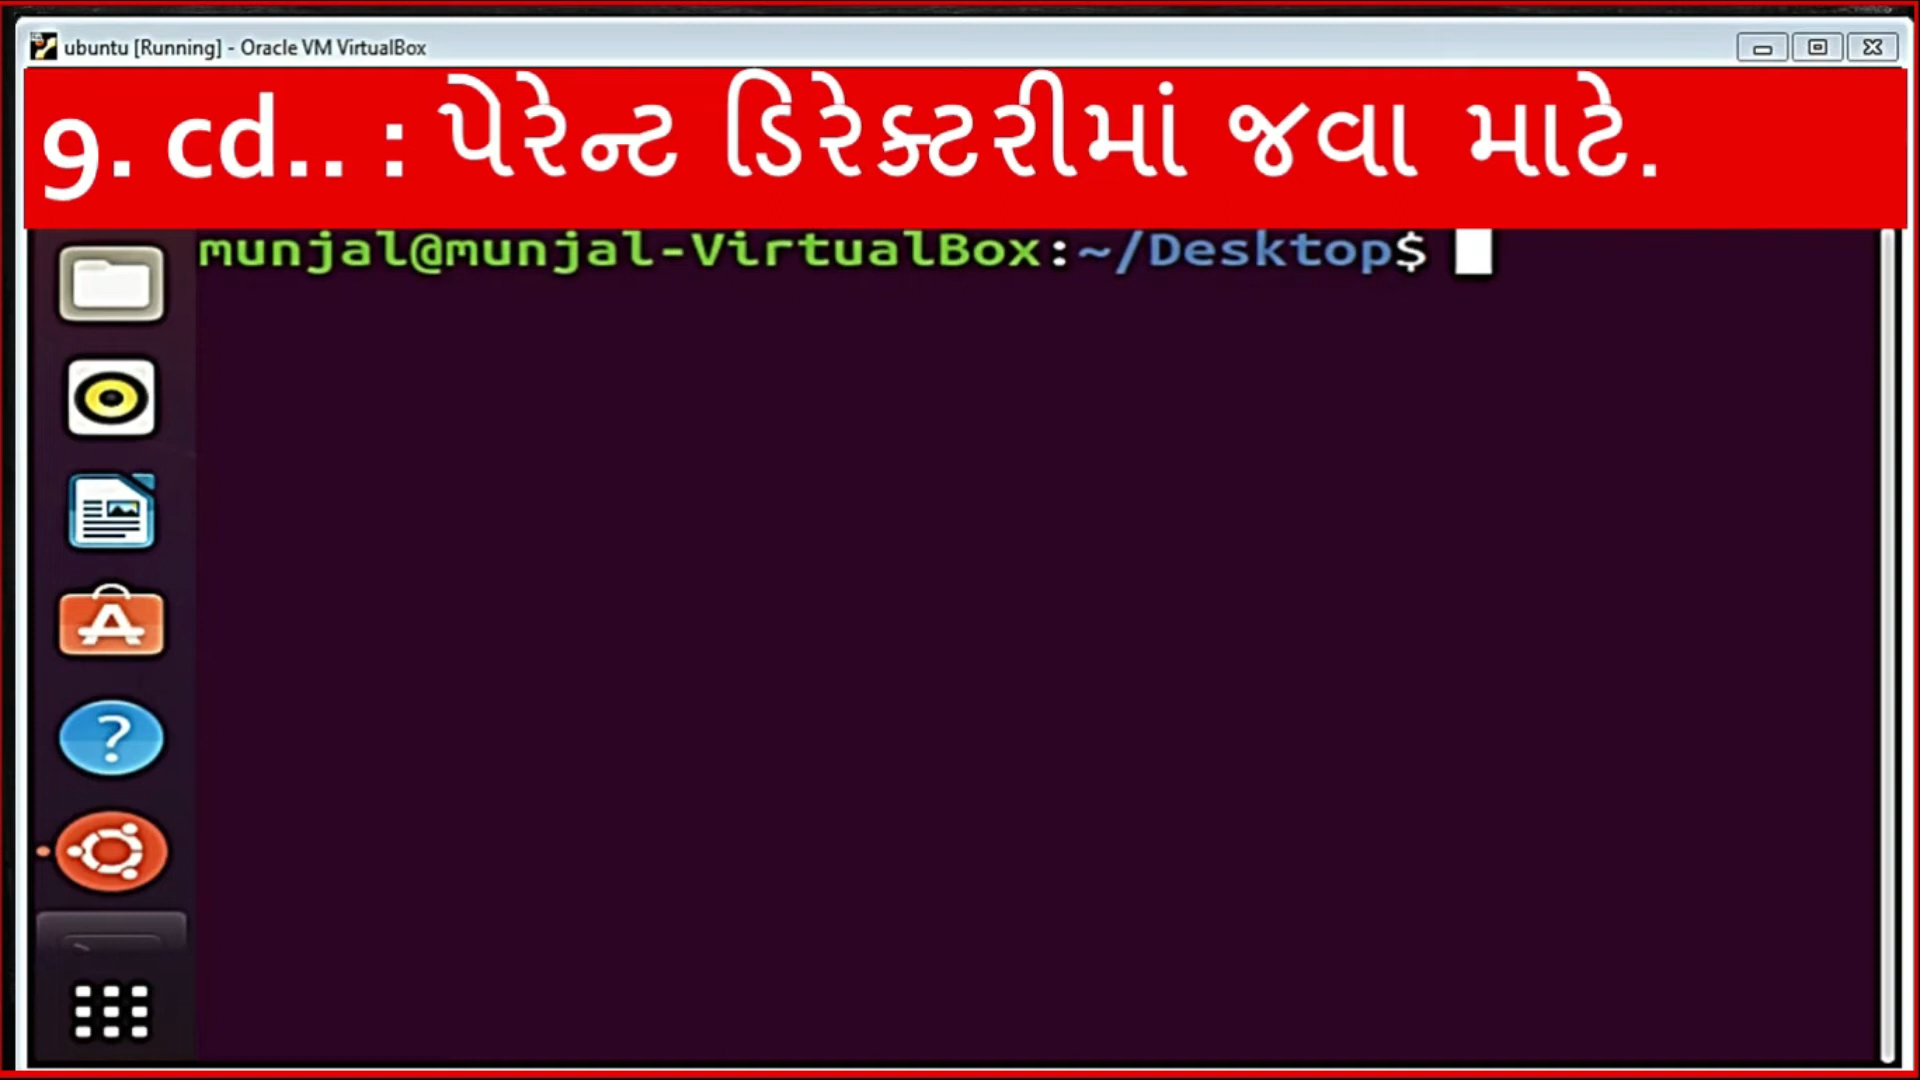 ubuntu [Running] - Oracle VM VirtualBox
9. cd.. : પેરેન્ટ ડિરેક્ટરીમાં જવા માટે.
munjal@munjal-VirtualBox:~/Desktop$